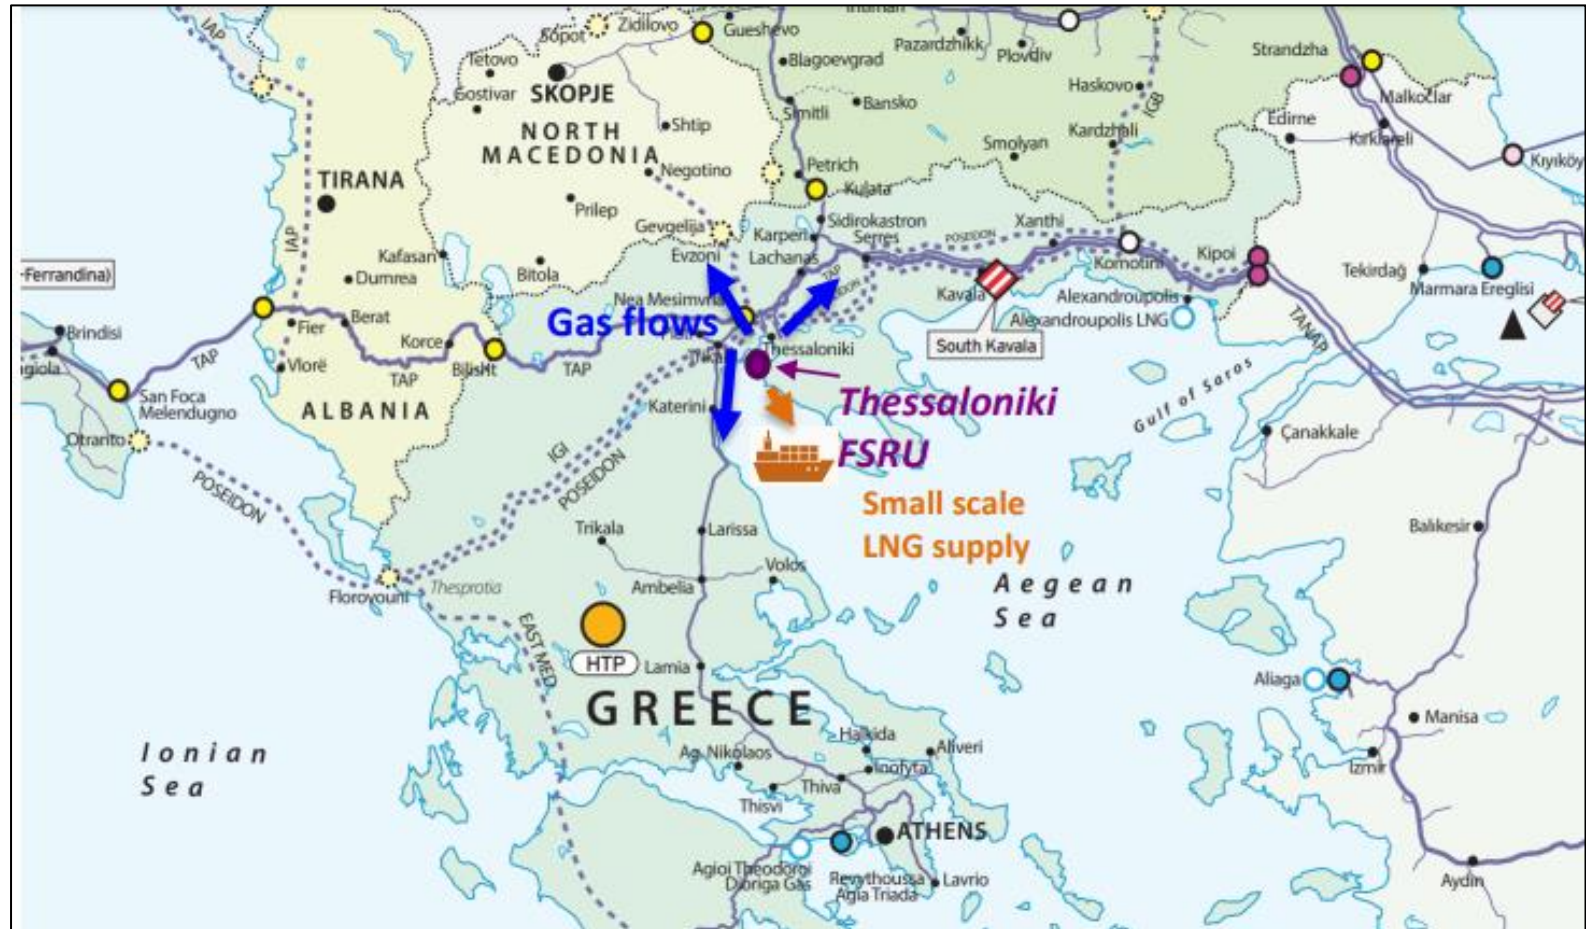 IAP
Sopot
Zidilovo
Gueshevo
Pazardzhikk
Plovdiv
Strandzha
Tetovo
Blagoevgrad
Haskovo
Malkoclar
Gostivar
SKOPJE
Simitli
Bansko
IGB
Edirne
Shtip
Kardzhali
Kırklareli
NORTH
MACEDONIA
Smolyan
Kıyıköy
Petrich
Negotino
TIRANA
Kulata
Prilep
Gevgelija
Sidirokastron
Xanthi
IAP
Karperi
Serres
POSEIDON
Kafasan
Evzoni
Lachanas
Komotini
Kipoi
-Ferrandina)
Dumrea
Bitola
TAP
Tekirdağ
Marmara Ereglisi
Nea Mesimvria
Kavala
Alexandroupolis
Brindisi
Fier
Berat
Gas flows
Alexandroupolis LNG
TANAP
Korce
Thessaloniki
South Kavala
TAP
Vlorë
TAP
Bilisht
TAP
San Foca
Melendugno
Katerini
Thessaloniki
FSRU
Gulf of Saros
ALBANIA
Otranto
Çanakkale
IGI
POSEIDON
POSEIDON
Small scale
LNG supply
Trikala
Larissa
Balıkesir
Volos
Aegean
Sea
Florovouni
Thesprotia
Ambelia
EAST MED
HTP
Lamia
Aliaga
GREECE
Manisa
Ionian
Sea
Halkida
Aliveri
Ag. Nikolaos
Inofyta
Izmir
Thiva
Thisvi
ATHENS
Agioi Theodoroi
Dioriga Gas
Revythoussa
Agia Triada
Lavrio
Aydin